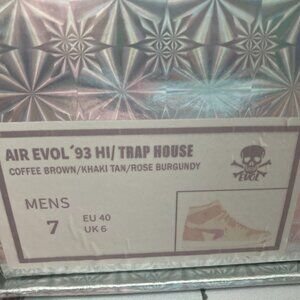 AIR EVOL´93 HI/ TRAP HOUSE
COFFEE BROWN/KHAKI TAN/ROSE BURGUNDY
EVOL
MENS
7
EU 40
UK 6